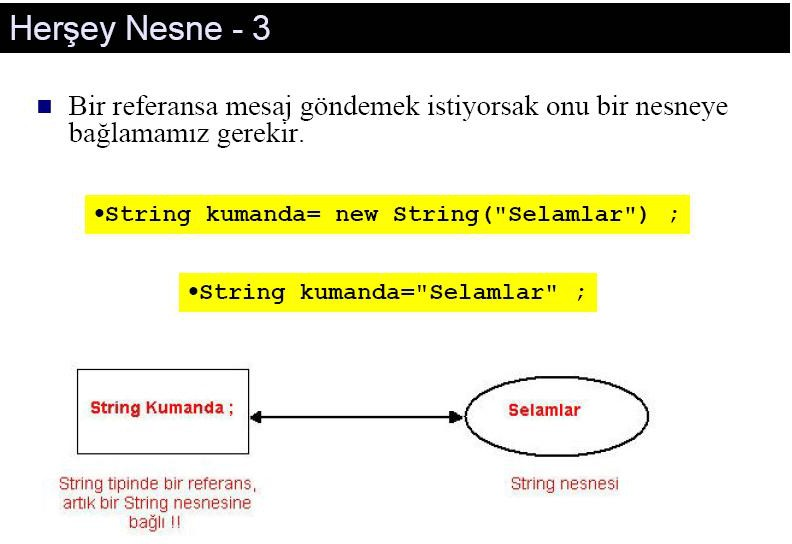 Herşey Nesne - 3
Bir referansa mesaj göndemek istiyorsak onu bir nesneye
bağlamamız gerekir.
•String kumanda= new String("Selamlar") ;
•String kumanda="Selamlar" ;
String Kumanda ;
Selamlar
String tipinde bir referans,
artık bir String nesnesine
bağlı !!
String nesnesi